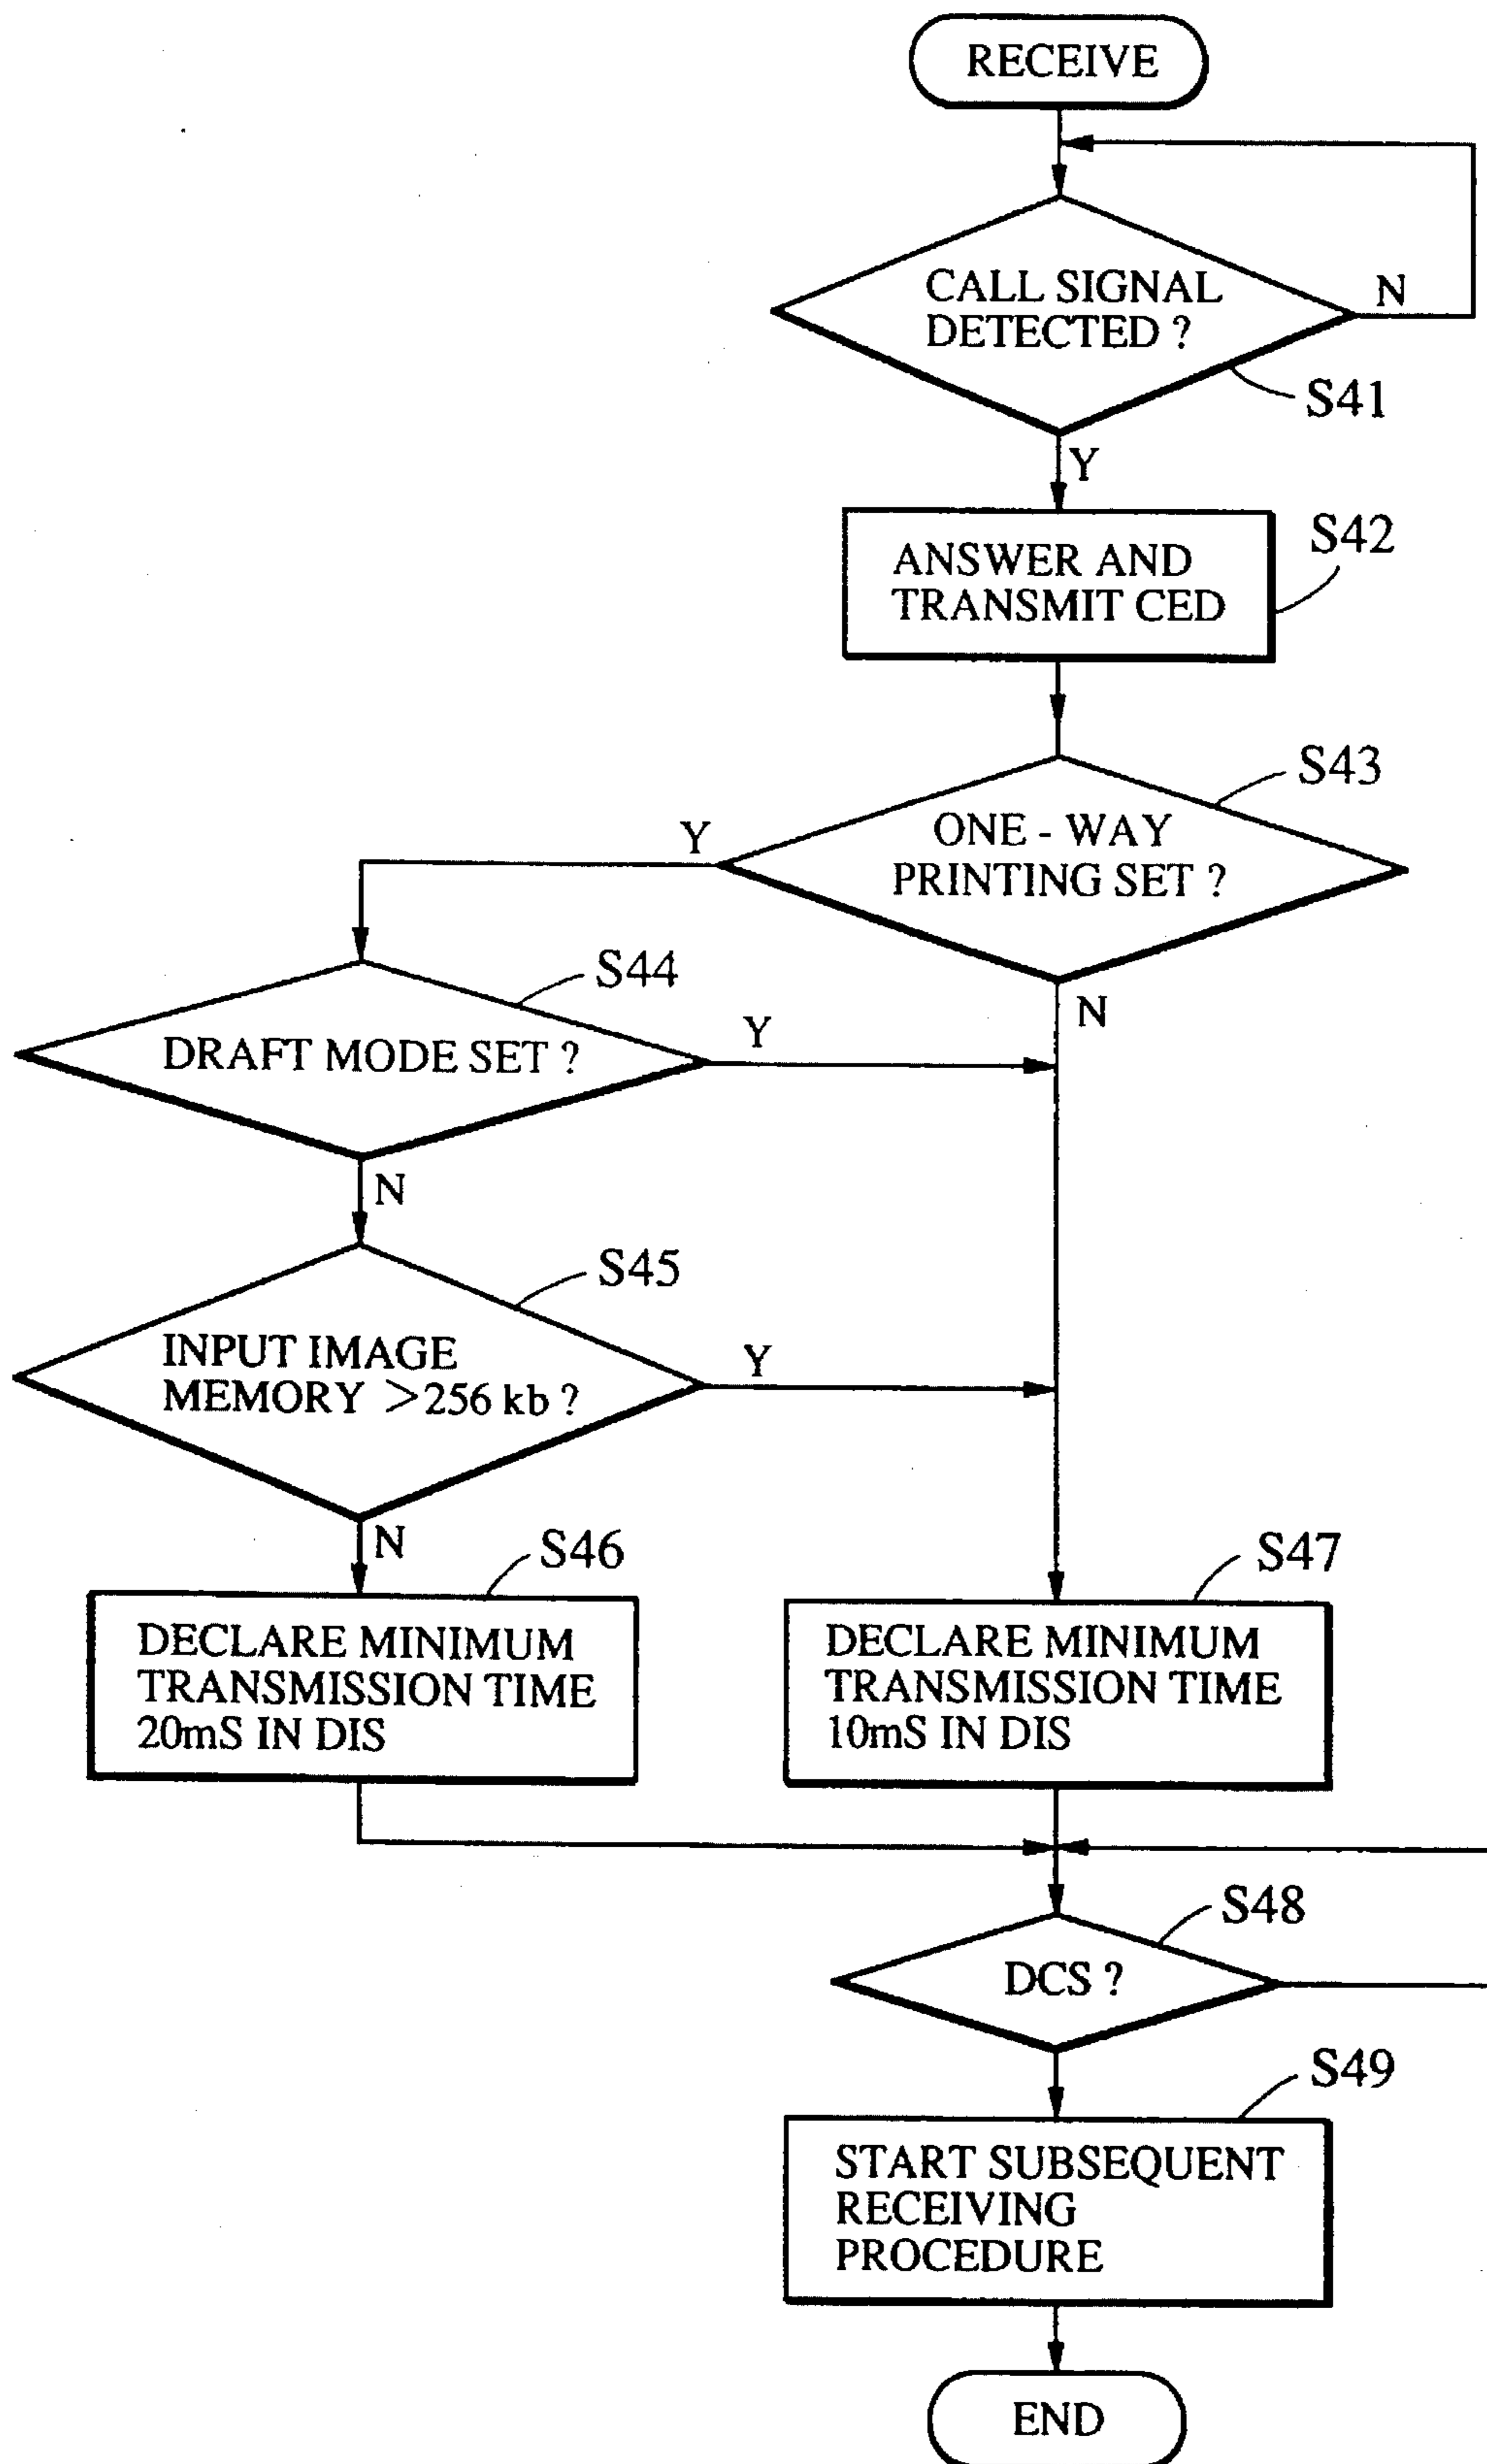 RECEIVE
CALL SIGNAL
DETECTED ?
N
S41
Y
ANSWER AND
TRANSMIT CED
S42
S43
ONE - WAY
PRINTING SET ?
Y
N
S44
DRAFT MODE SET ?
Y
N
S45
INPUT IMAGE
MEMORY >256 kb ?
Y
N
S46
DECLARE MINIMUM
TRANSMISSION TIME
20mS IN DIS
S47
DECLARE MINIMUM
TRANSMISSION TIME
10mS IN DIS
S48
DCS ?
S49
START SUBSEQUENT
RECEIVING
PROCEDURE
END